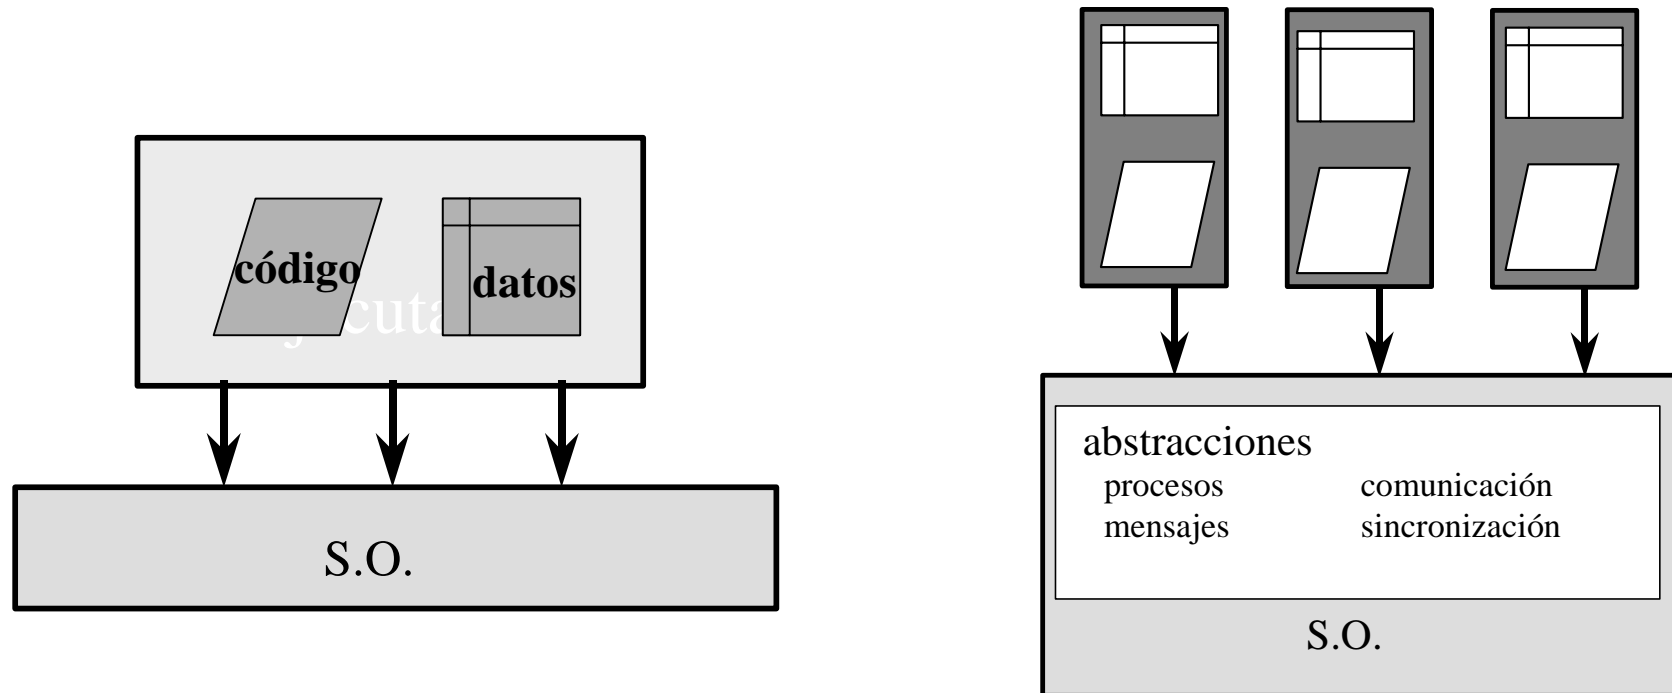 código
datos
S.O.
abstracciones
procesos comunicación
mensajes sincronización
S.O.